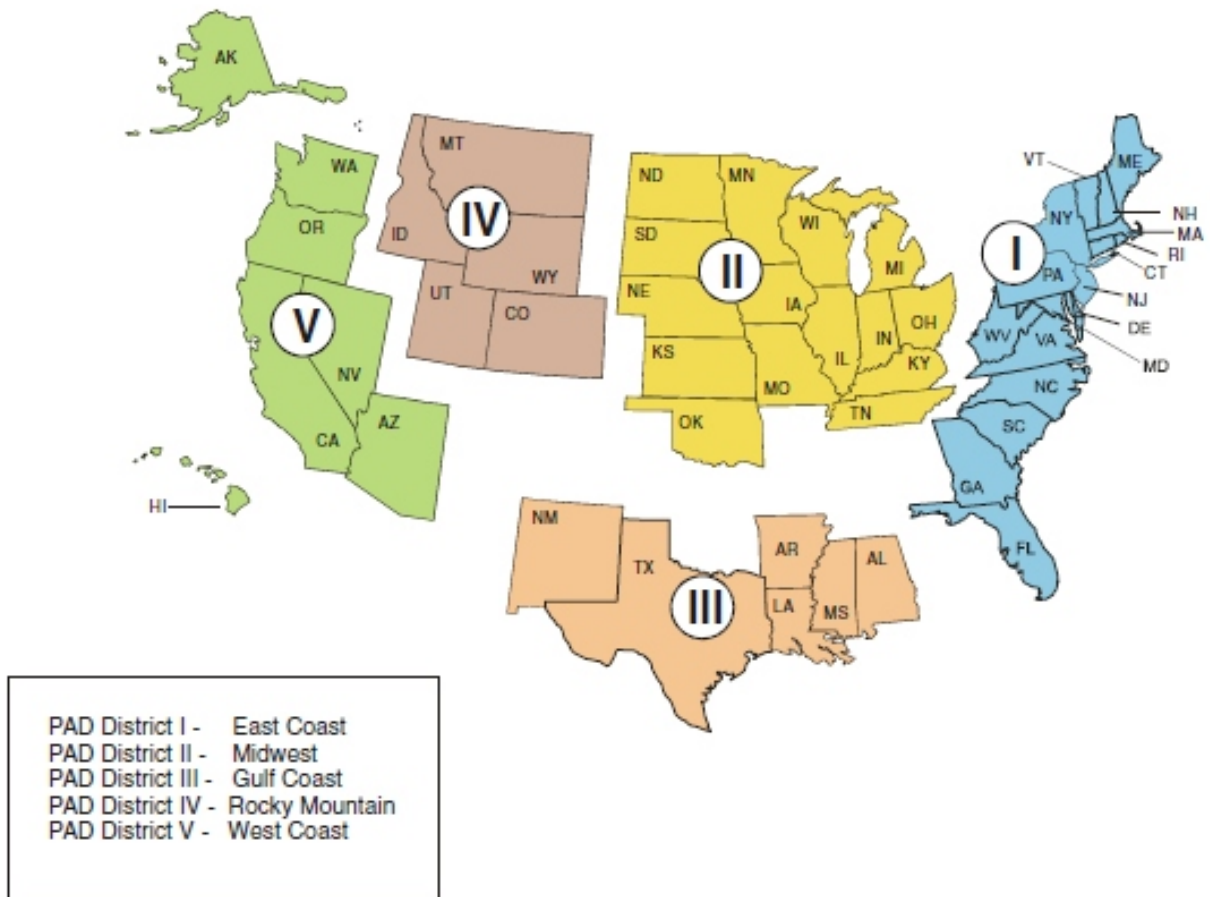 AK
WA
OR
V
NV
CA
AZ
HI
MT
IV
ID
WY
UT
CO
ND
MN
SD
WI
II
MI
NE
IA
KS
IL
IN
OH
MO
KY
OK
TN
NM
TX
AR
AL
III
LA
MS
VT
ME
NY
NH
MA
I
RI
PA
CT
NJ
DE
WV
VA
MD
NC
SC
GA
FL
PAD District I - East Coast
PAD District II - Midwest
PAD District III - Gulf Coast
PAD District IV - Rocky Mountain
PAD District V - West Coast